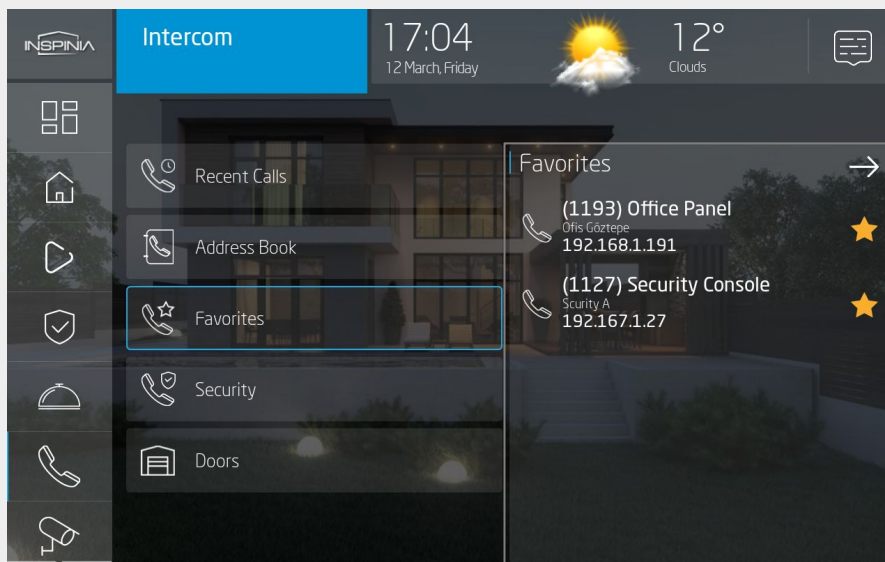 INSPINIA
Intercom
17:04
12 March, Friday
12°
Clouds
Recent Calls
Address Book
Favorites
Security
Doors
Favorites
(1193) Office Panel
Ofis Göztepe
192.168.1.191
(1127) Security Console
Scurity A
192.167.1.27